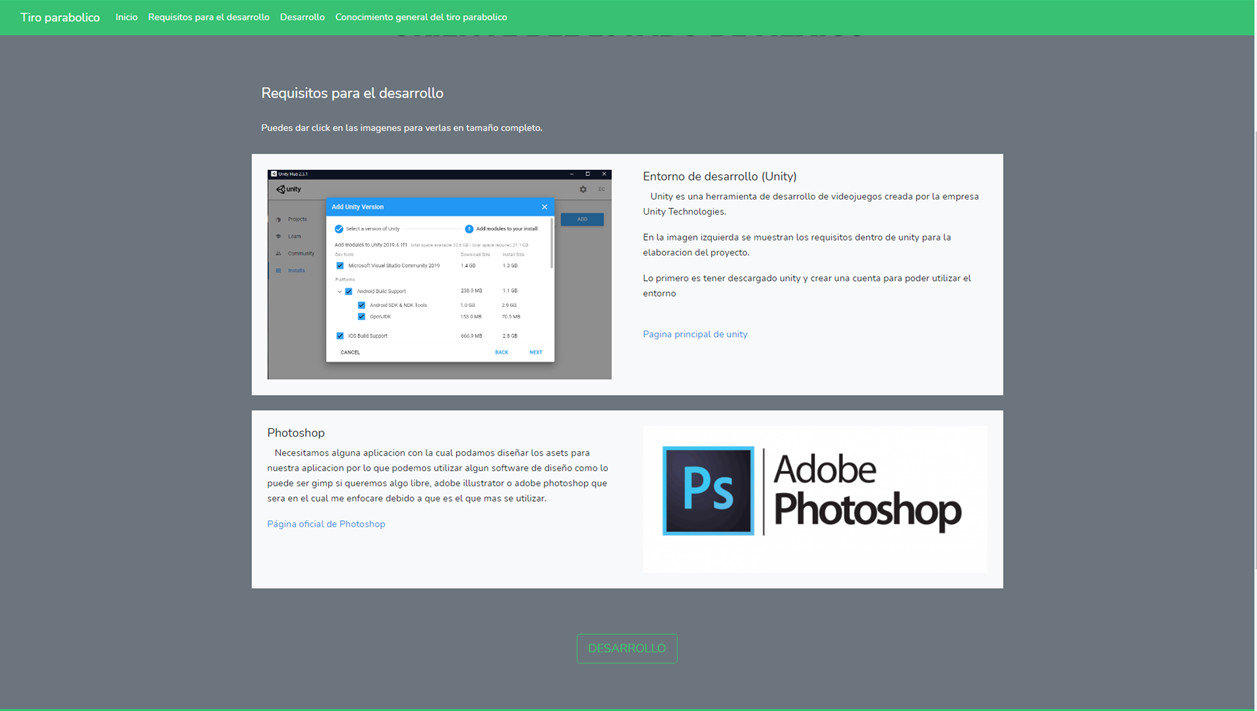 Tiro parabolico Inicio Requisitos para el desarrollo Desarrollo Conocimiento general del tiro parabolico
Requisitos para el desarrollo
Puedes dar click en las imagenes para verlas en tamaño completo.
Unity Hub 2.3.1
unity
Projects
Learn
Community
Installs
ADD
Add Unity Version
Select a version of Unity
Add modules to your install
Add modules to Unity 2019.4.1f1
Dev tools Download Size Install Size
Microsoft Visual Studio Community 2019 1.4 GB 1.3 GB
Platforms
Android Build Support 238.9 MB 1.1 GB
Android SDK & NDK Tools 1.0 GB 2.9 GB
OpenJDK 70.5 MB
iOS Build Support 666.9 MB 2.8 GB
CANCEL BACK NEXT
Entorno de desarrollo (Unity)
Unity es una herramienta de desarrollo de videojuegos creada por la empresa
Unity Technologies.
En la imagen izquierda se muestran los requisitos dentro de unity para la
elaboracion del proyecto.
Lo primero es tener descargado unity y crear una cuenta para poder utilizar el
entorno
Pagina principal de unity
Photoshop
Necesitamos alguna aplicacion con la cual podamos diseñar los asets para
nuestra aplicacion por lo que podemos utilizar algun software de diseño como lo
puede ser gimp si queremos algo libre, adobe illustrator o adobe photoshop que
sera en el cual me enfocare debido a que es el que mas se utilizar.
Página oficial de Photoshop
Ps
Adobe
Photoshop
DESARROLLO